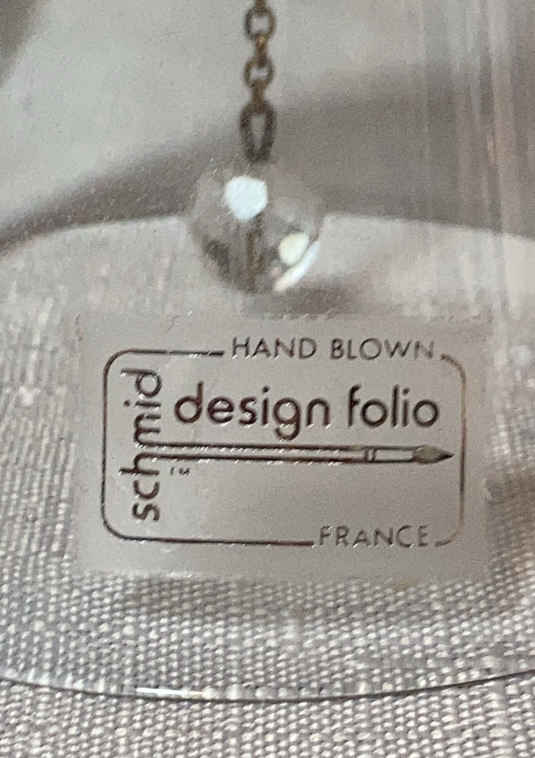 HAND BLOWN
schmid
design folio
TM
FRANCE